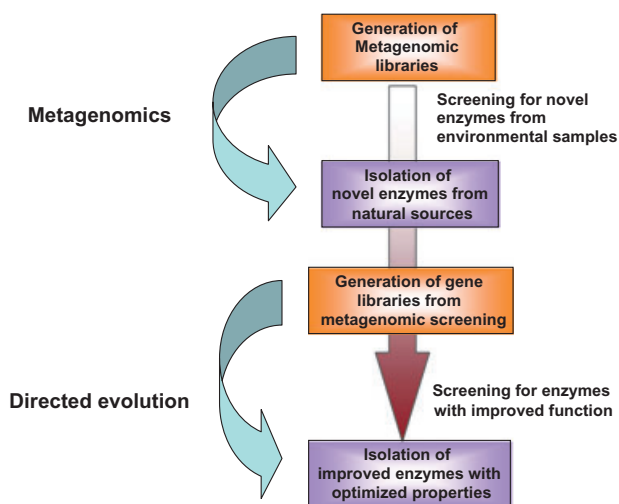 Generation of
Metagenomic
libraries
Metagenomics
Screening for novel
enzymes from
environmental samples
Isolation of
novel enzymes from
natural sources
Generation of gene
libraries from
metagenomic screening
Directed evolution
Screening for enzymes
with improved function
Isolation of
improved enzymes with
optimized properties